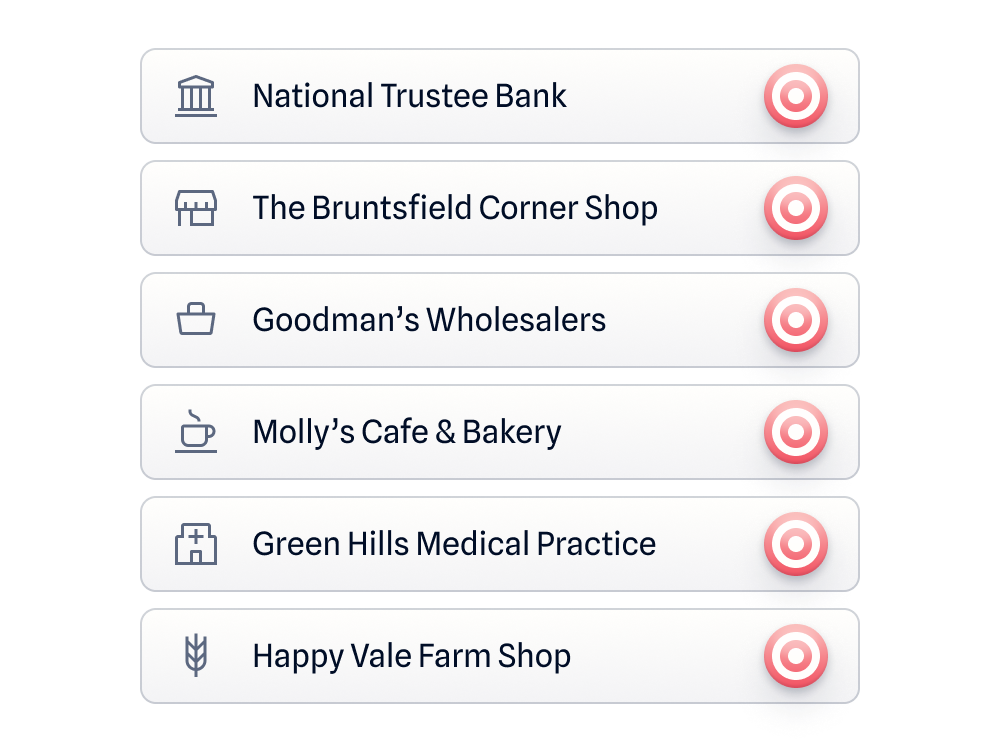 National Trustee Bank
The Bruntsfield Corner Shop
Goodman’s Wholesalers
Molly’s Cafe & Bakery
Green Hills Medical Practice
Happy Vale Farm Shop